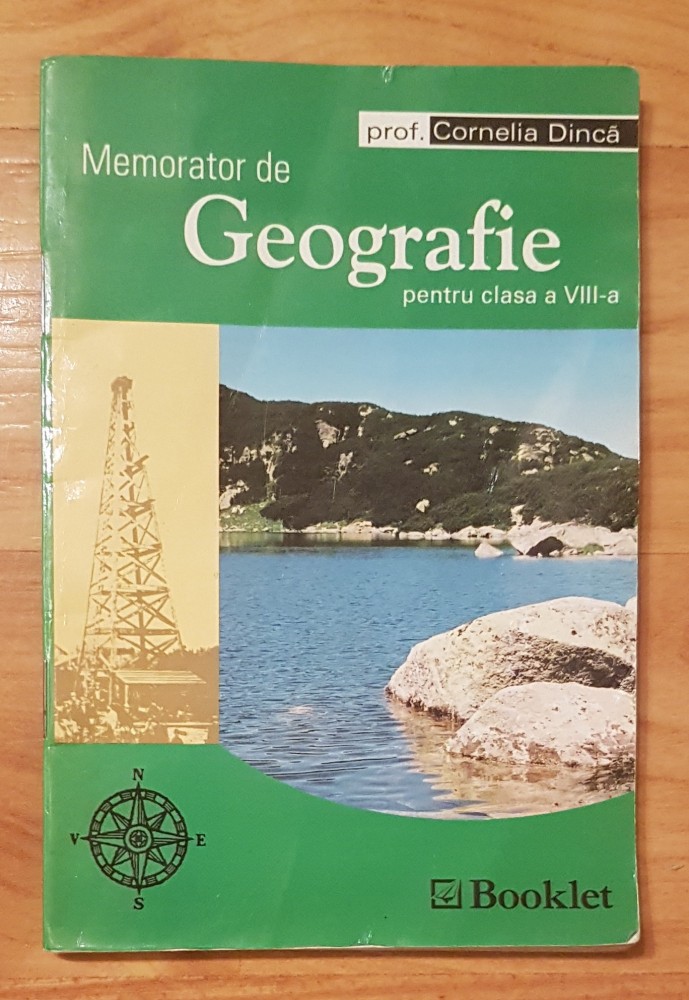 prof. Cornelia Dincă
Memorator de
Geografie
pentru clasa a VIII-a
N
V E
S
Booklet